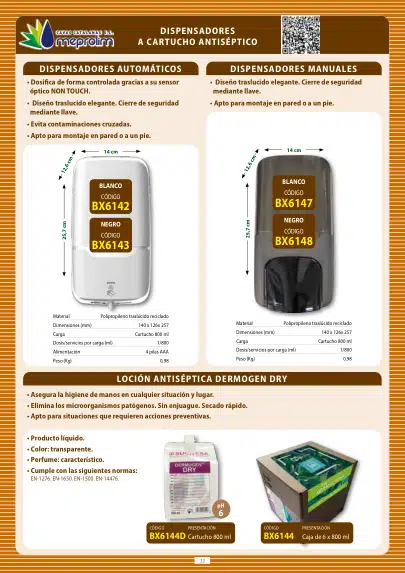 TAPAS CATALANAS S.L.
meprolim
DISPENSADORES
A CARTUCHO ANTISÉPTICO
DISPENSADORES AUTOMÁTICOS
• Dosifica de forma controlada gracias a su sensor
óptico NON TOUCH.
• Diseño traslucido elegante. Cierre de seguridad
mediante llave.
• Evita contaminaciones cruzadas.
• Apto para montaje en pared o a un pie.
14 cm
12,6 cm
25,7 cm
BLANCO
CÓDIGO
BX6142
NEGRO
CÓDIGO
BX6143
Material Polipropeno traslúcido reciclado
Dimensiones (mm) 140 x 126x 257
Carga Cartucho 800 ml
Dosis/servicios por carga (ml) 1/800
Alimentación 4 pilas AAA
Peso (Kg) 0,98
DISPENSADORES MANUALES
• Diseño traslucido elegante. Cierre de seguridad
mediante llave.
• Apto para montaje en pared o a un pie.
14 cm
12,6 cm
25,7 cm
BLANCO
CÓDIGO
BX6147
NEGRO
CÓDIGO
BX6148
Material Polipropeno traslúcido reciclado
Dimensiones (mm) 140 x 126x 257
Carga Cartucho 800 ml
Dosis/servicios por carga (ml) 1/800
Peso (Kg) 0,98
LOCIÓN ANTISÉPTICA DERMOGEN DRY
• Asegura la higiene de manos en cualquier situación y lugar.
• Elimina los microorganismos patógenos. Sin enjuague. Secado rápido.
• Apto para situaciones que requieren acciones preventivas.
• Producto líquido.
• Color: transparente.
• Perfume: característico.
• Cumple con las siguientes normas:
EN-1276. EN-1650. EN-1500. EN-14476.
DERMOGEN
DRY
pH
6
CÓDIGO PRESENTACIÓN
BX6144D Cartucho 800 ml
CÓDIGO PRESENTACIÓN
BX6144 Caja de 6 x 800 ml